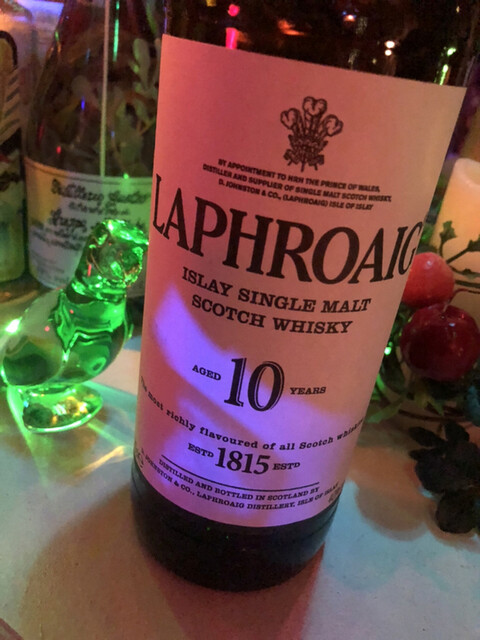 BY APPOINTMENT TO HRH THE PRINCE OF WALES,
DISTILLER AND SUPPLIER OF SINGLE MALT SCOTCH WHISKY,
D. JOHNSTON & CO., (LAPHROAIG) ISLE OF ISLAY
LAPHROAIG
ISLAY SINGLE MALT
SCOTCH WHISKY
AGED 10 YEARS
most richly flavoured of all Scotch
ESTD 1815 ESTD
DISTILLED AND BOTTLED IN SCOTLAND BY
JOHNSTON & CO., LAPHROAIG DISTILLERY, ISLE OF ISLAY